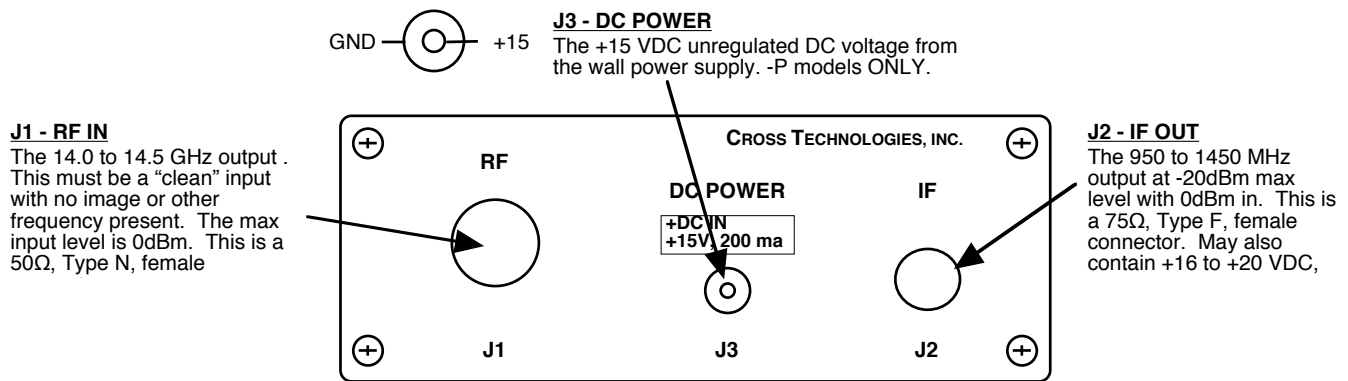 GND
+15
J3 - DC POWER
The +15 VDC unregulated DC voltage from
the wall power supply. -P models ONLY.
J1 - RF IN
The 14.0 to 14.5 GHz output .
This must be a “clean” input
with no image or other
frequency present. The max
input level is 0dBm. This is a
50Ω, Type N, female
CROSS TECHNOLOGIES, INC.
RF
DC POWER
IF
+DC IN
+15V, 200 ma
J1
J3
J2
J2 - IF OUT
The 950 to 1450 MHz
output at -20dBm max
level with 0dBm in. This is
a 75Ω, Type F, female
connector. May also
contain +16 to +20 VDC,